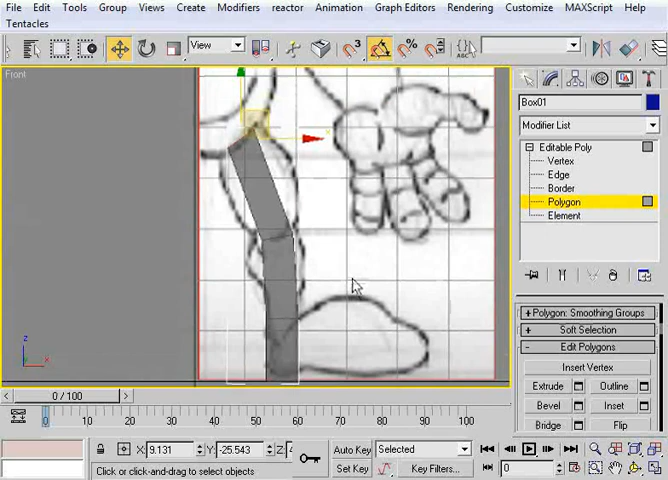 File Edit Tools Group Views Create Modifiers reactor Animation Graph Editors Rendering Customize MAXScript Help
Tentacles
View
Front
Box01
Modifier List
Editable Poly
Vertex
Edge
Border
Polygon
Element
+ Polygon: Smoothing Groups
+ Soft Selection
- Edit Polygons
Insert Vertex
Extrude Outline
Bevel Inset
Bridge Flip
z
x
0 / 100
0 10 20 30 40 50 60 70 80 90 100
X: 9.131 Y: -25.543 Z:
Auto Key Selected
Click or click-and-drag to select objects
Set Key Key Filters... 0